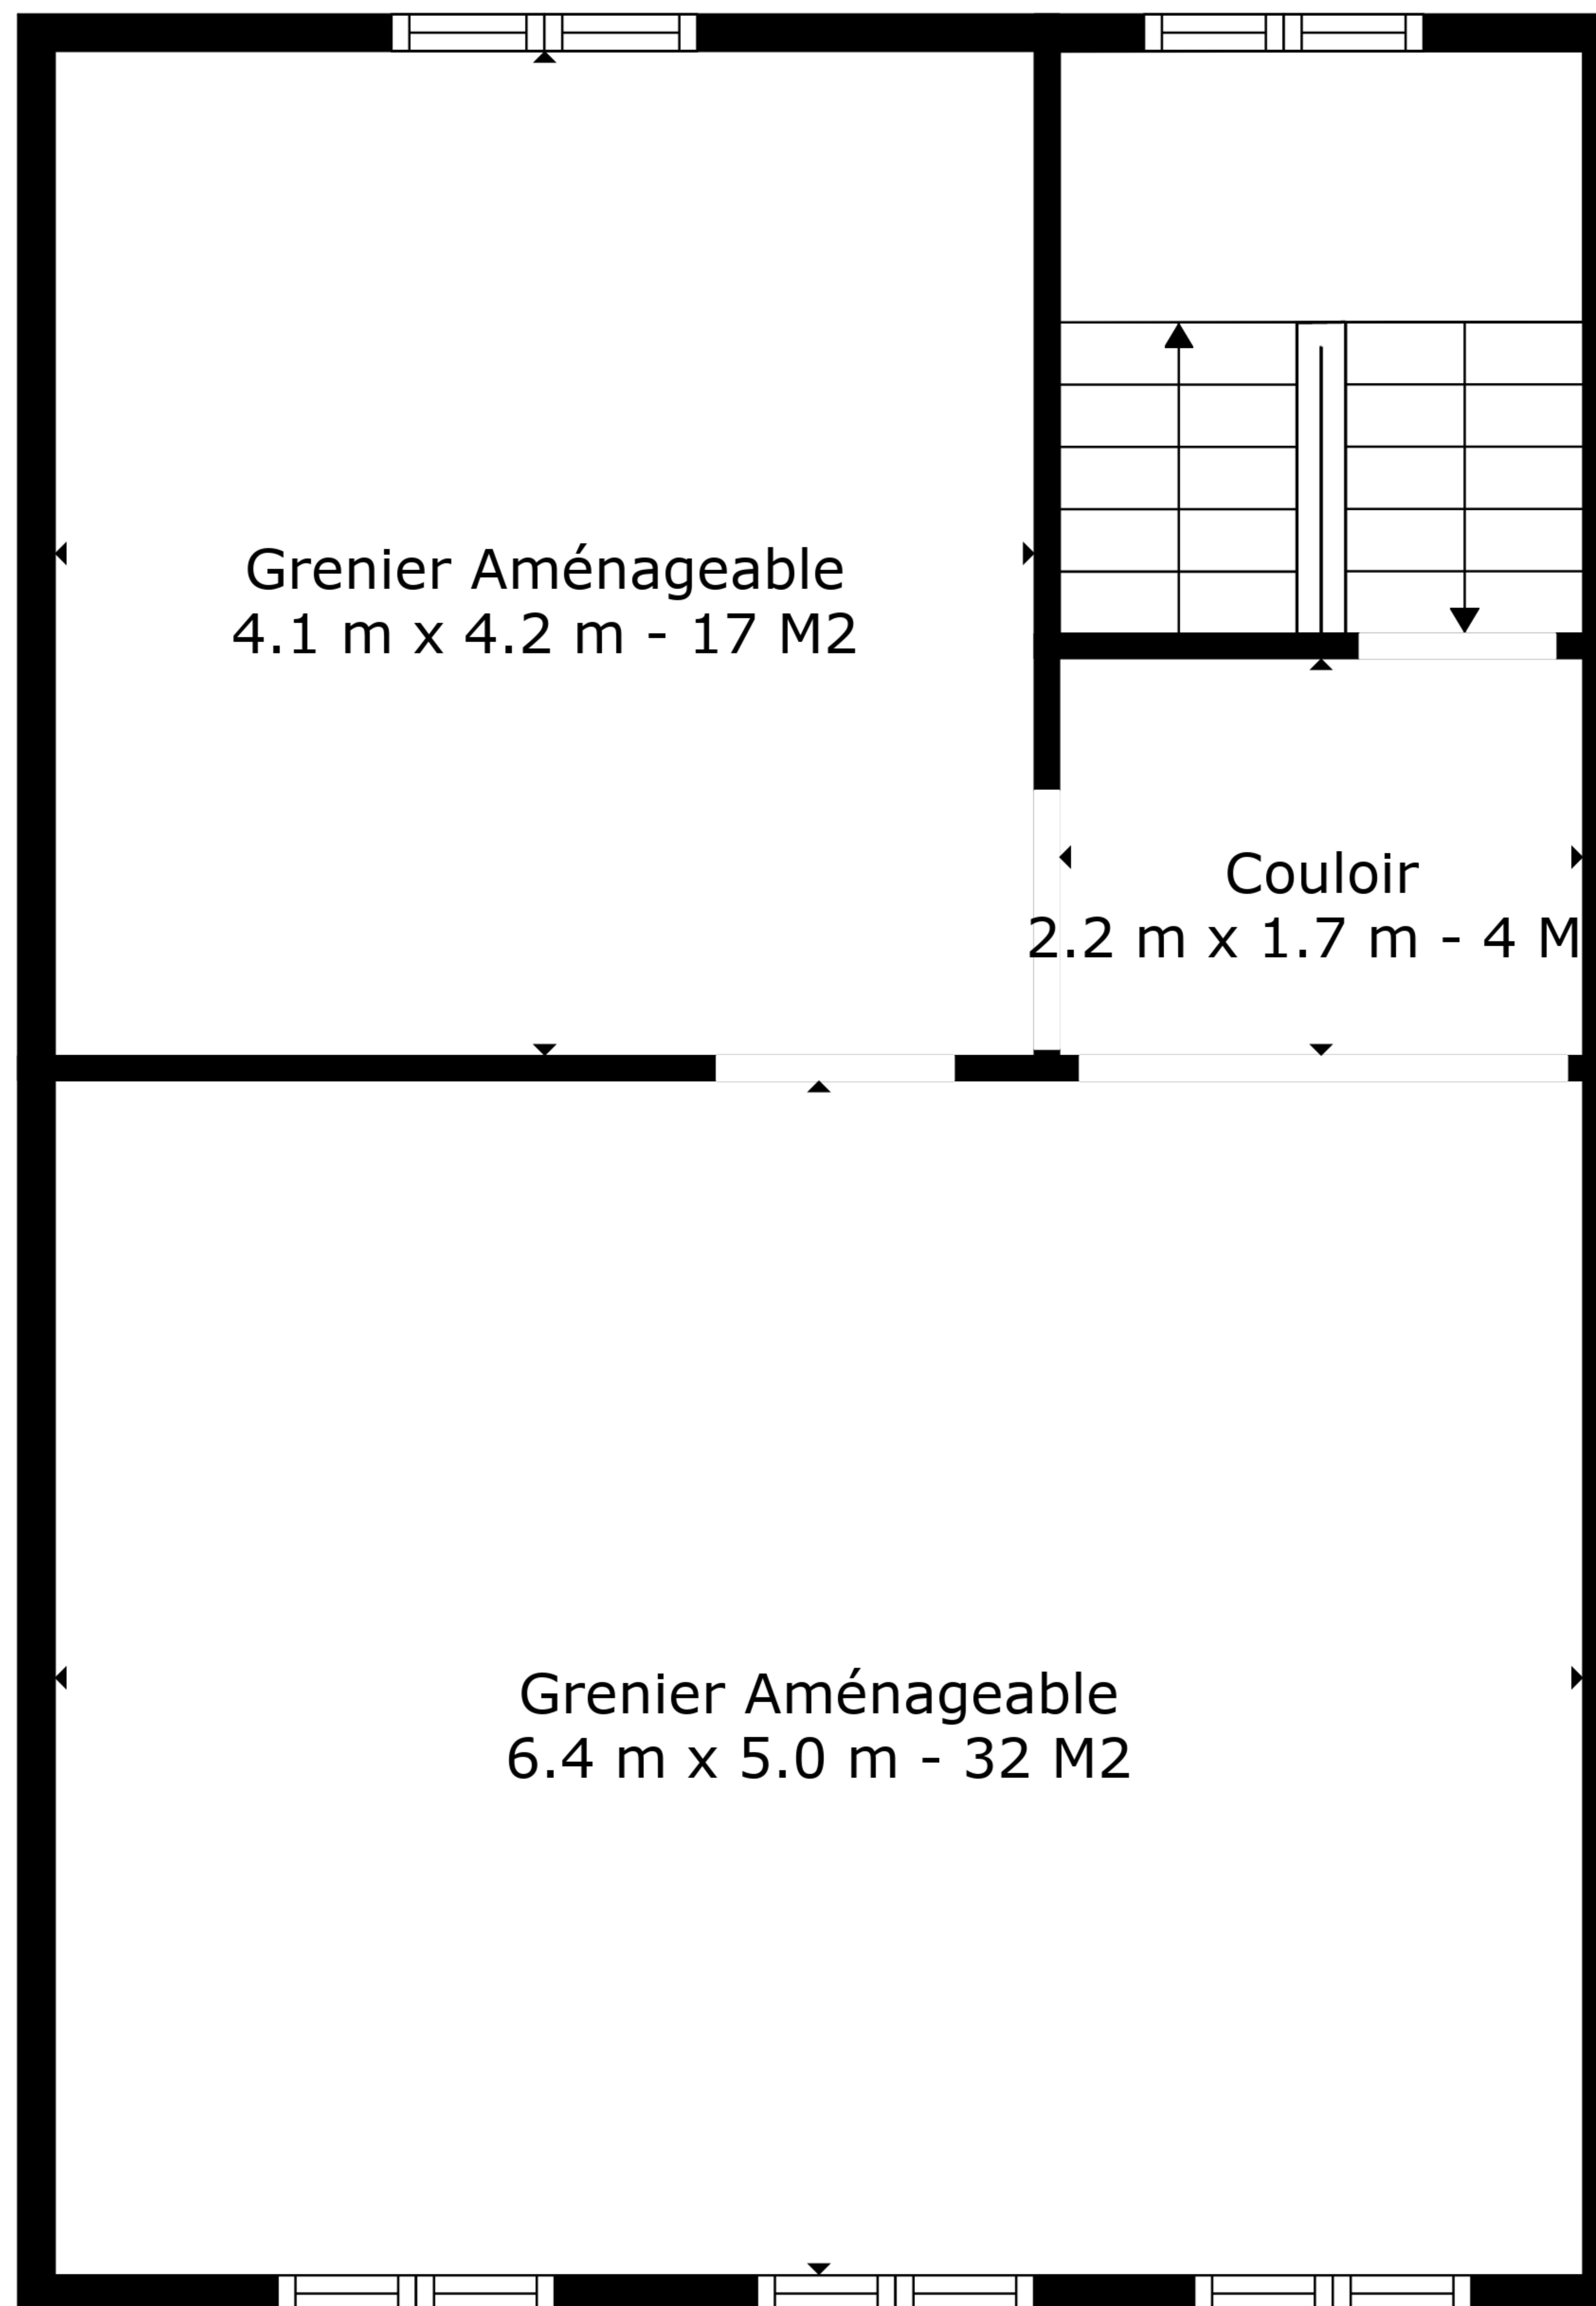 Grenier Aménageable
4.1 m x 4.2 m - 17 M2
Couloir
2.2 m x 1.7 m - 4 M
Grenier Aménageable
6.4 m x 5.0 m - 32 M2